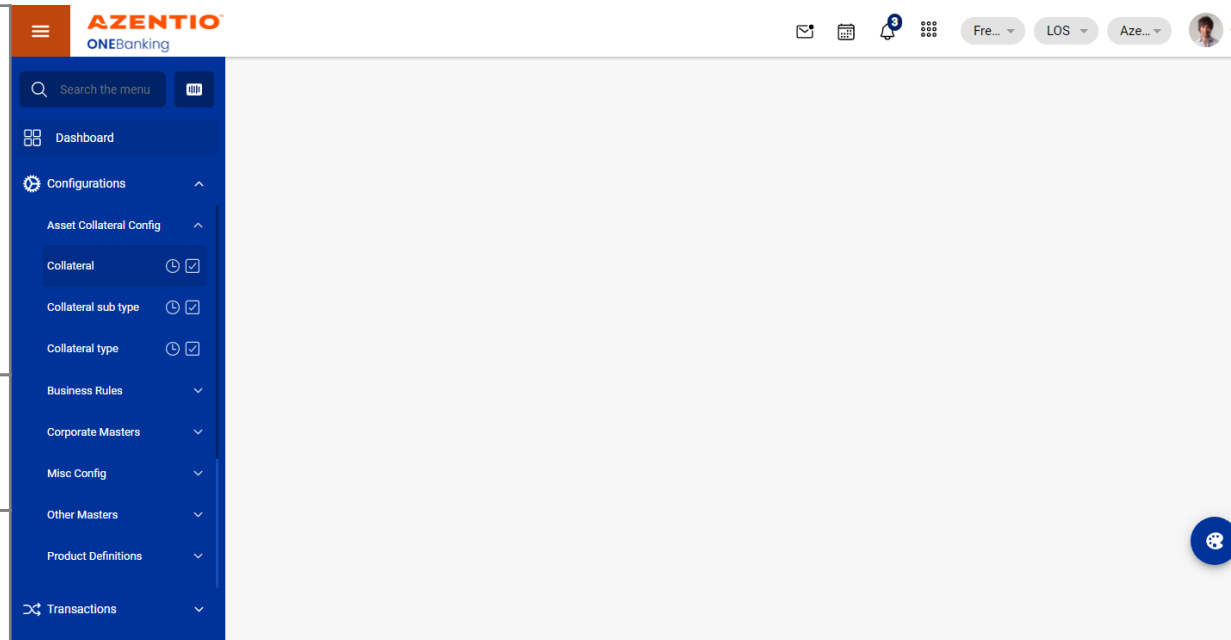 AZENTIO
ONEBanking
3
Fre...
LOS
Aze...
Search the menu
Dashboard
Configurations
Asset Collateral Config
Collateral
Collateral sub type
Collateral type
Business Rules
Corporate Masters
Misc Config
Other Masters
Product Definitions
Transactions